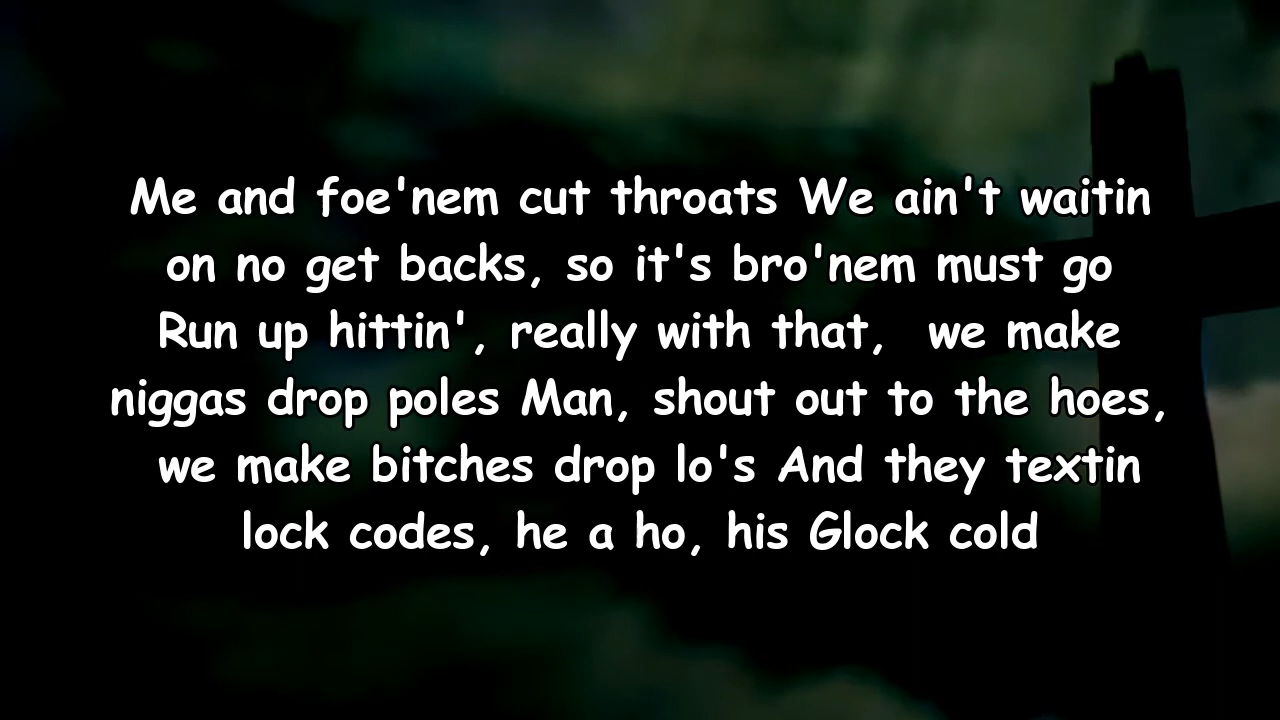 Me and foe'nem cut throats We ain't waitin
on no get backs, so it's bro'nem must go
Run up hittin', really with that,  we make
niggas drop poles Man, shout out to the hoes,
we make bitches drop lo's And they textin
lock codes, he a ho, his Glock cold